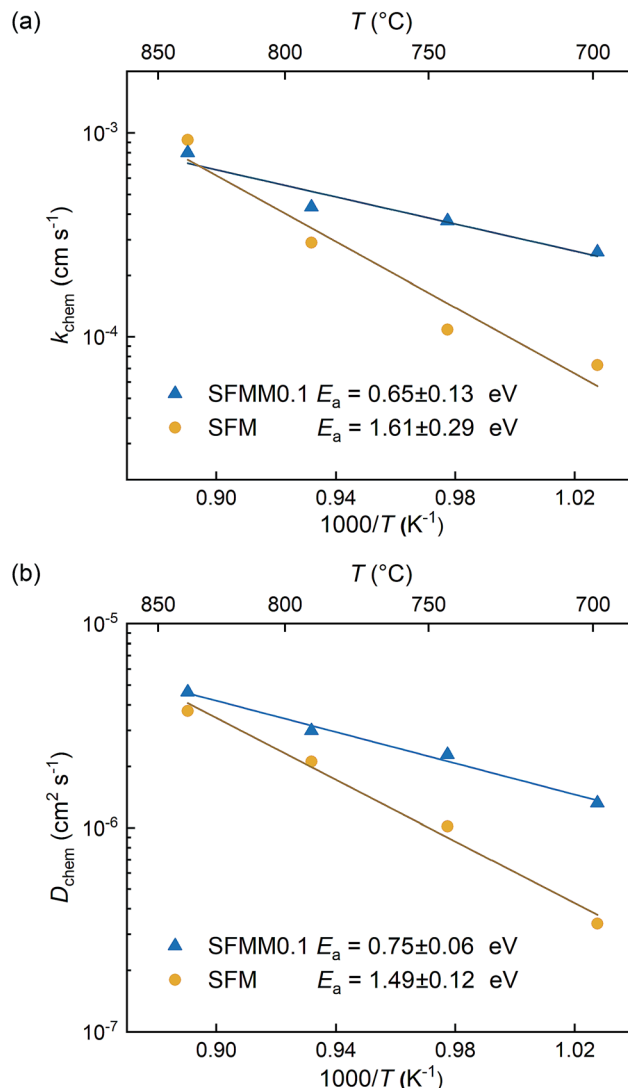 (a)
T (°C)
850 800 750 700
10⁻³
10⁻⁴
k_chem (cm s⁻¹)
SFMM0.1 E_a = 0.65±0.13 eV
SFM E_a = 1.61±0.29 eV
0.90 0.94 0.98 1.02
1000/T (K⁻¹)
(b)
T (°C)
850 800 750 700
10⁻⁵
10⁻⁶
10⁻⁷
D_chem (cm² s⁻¹)
SFMM0.1 E_a = 0.75±0.06 eV
SFM E_a = 1.49±0.12 eV
0.90 0.94 0.98 1.02
1000/T (K⁻¹)